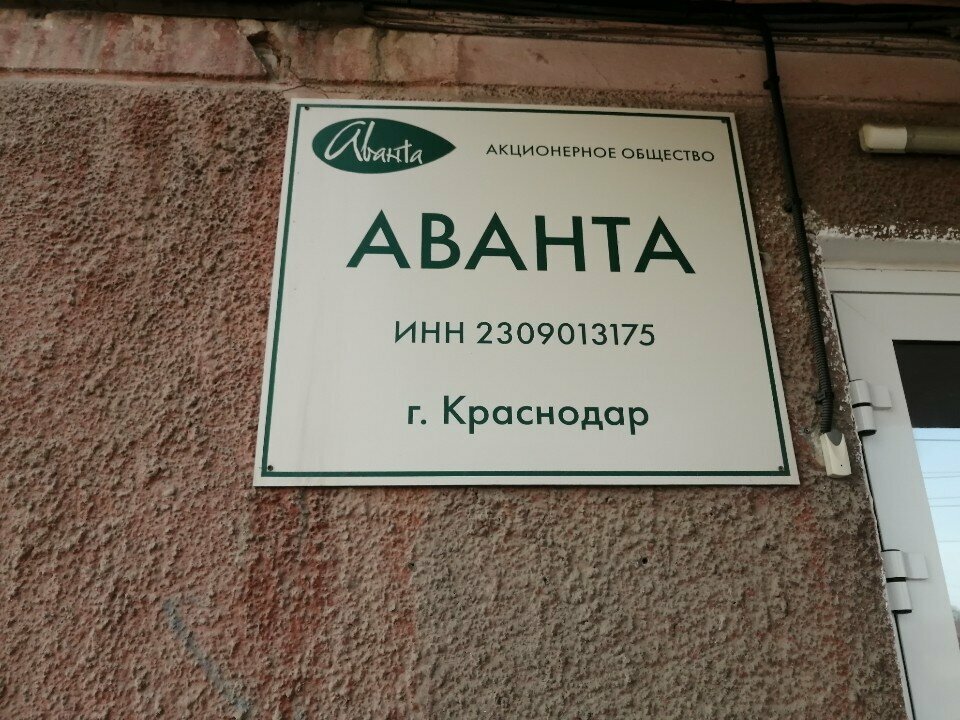 Аванта
АКЦИОНЕРНОЕ ОБЩЕСТВО
АВАНТА
ИНН 2309013175
г. Краснодар